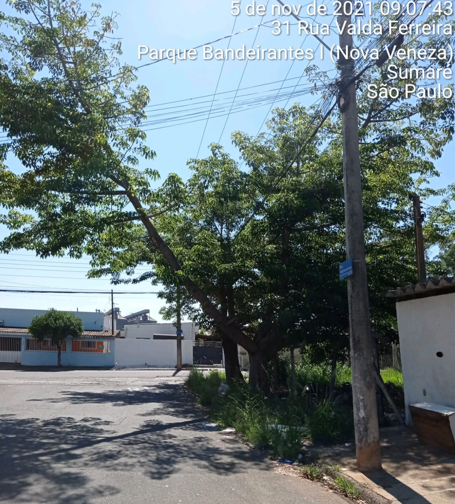 5 de nov de 2021 09:07:43
31 Rua Valda Ferreira
Parque Bandeirantes I (Nova Veneza)
Sumaré
São Paulo